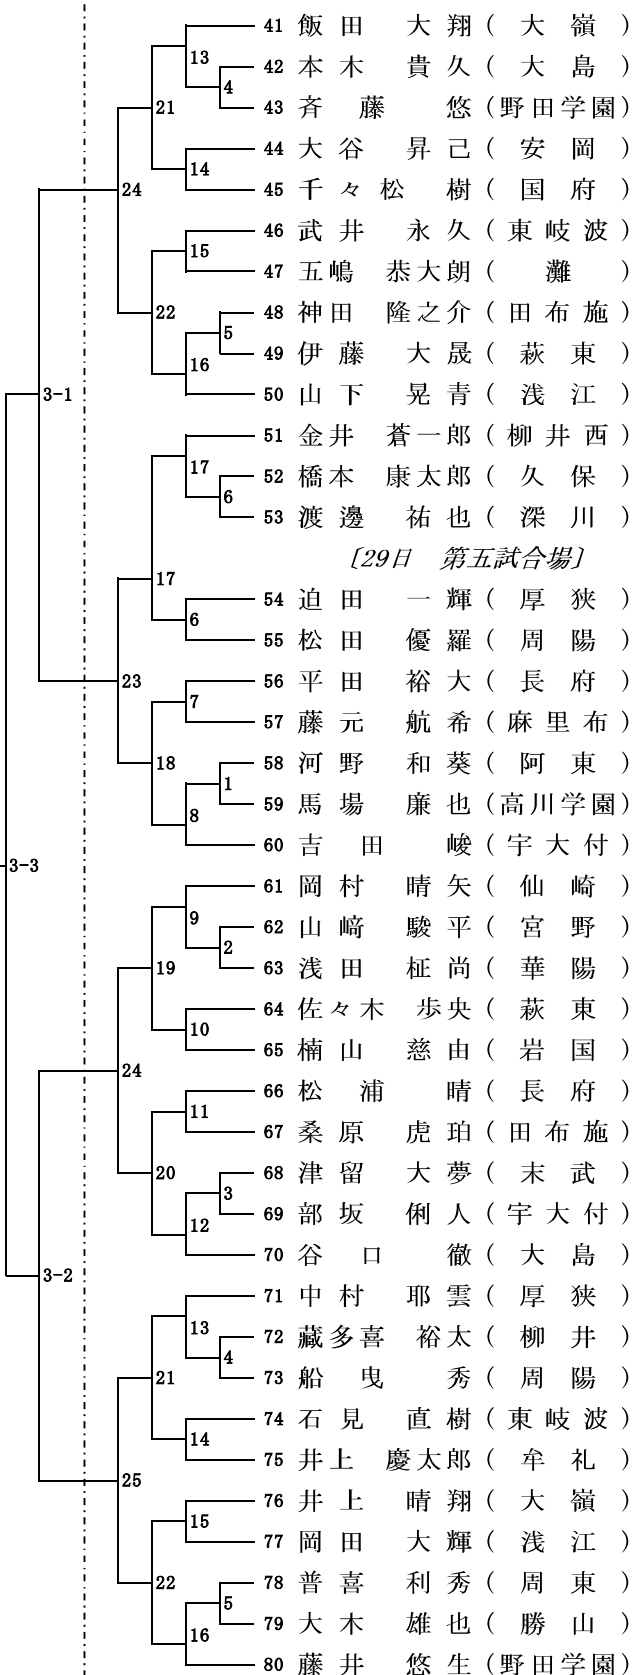 41 飯田 大翔 ( 大嶺 )
13
42 本木 貴久 ( 大島 )
4
43 斉藤 悠 (野田学園)
21
44 大谷 昇己 ( 安岡 )
14
45 千々松 樹 ( 国府 )
24
46 武井 永久 ( 東岐波 )
15
47 五嶋 恭大朗 ( 灘 )
22
48 神田 隆之介 ( 田布施 )
5
49 伊藤 大晟 ( 萩東 )
16
50 山下 晃青 ( 浅江 )
3-1
51 金井 蒼一郎 ( 柳井西 )
17
52 橋本 康太郎 ( 久保 )
6
53 渡邊 祐也 ( 深川 )
〔29日 第五試合場〕
17
54 迫田 一輝 ( 厚狭 )
6
55 松田 優羅 ( 周陽 )
23
56 平田 裕大 ( 長府 )
7
57 藤元 航希 ( 麻里布 )
18
58 河野 和葵 ( 阿東 )
1
59 馬場 廉也 (高川学園)
8
60 吉田 峻 ( 宇大付 )
3-3
61 岡村 晴矢 ( 仙崎 )
9
62 山﨑 駿平 ( 宮野 )
2
63 浅田 柾尚 ( 華陽 )
19
64 佐々木 歩央 ( 萩東 )
10
65 楠山 慈由 ( 岩国 )
24
66 松浦 晴 ( 長府 )
11
67 桑原 虎珀 ( 田布施 )
20
68 津留 大夢 ( 末武 )
3
69 部坂 俐人 ( 宇大付 )
12
70 谷口 徹 ( 大島 )
3-2
71 中村 耶雲 ( 厚狭 )
13
72 藏多喜 裕太 ( 柳井 )
4
73 船曳 秀 ( 周陽 )
21
74 石見 直樹 ( 東岐波 )
14
75 井上 慶太郎 ( 牟礼 )
25
76 井上 晴翔 ( 大嶺 )
15
77 岡田 大輝 ( 浅江 )
22
78 普喜 利秀 ( 周東 )
5
79 大木 雄也 ( 勝山 )
16
80 藤井 悠生 (野田学園)